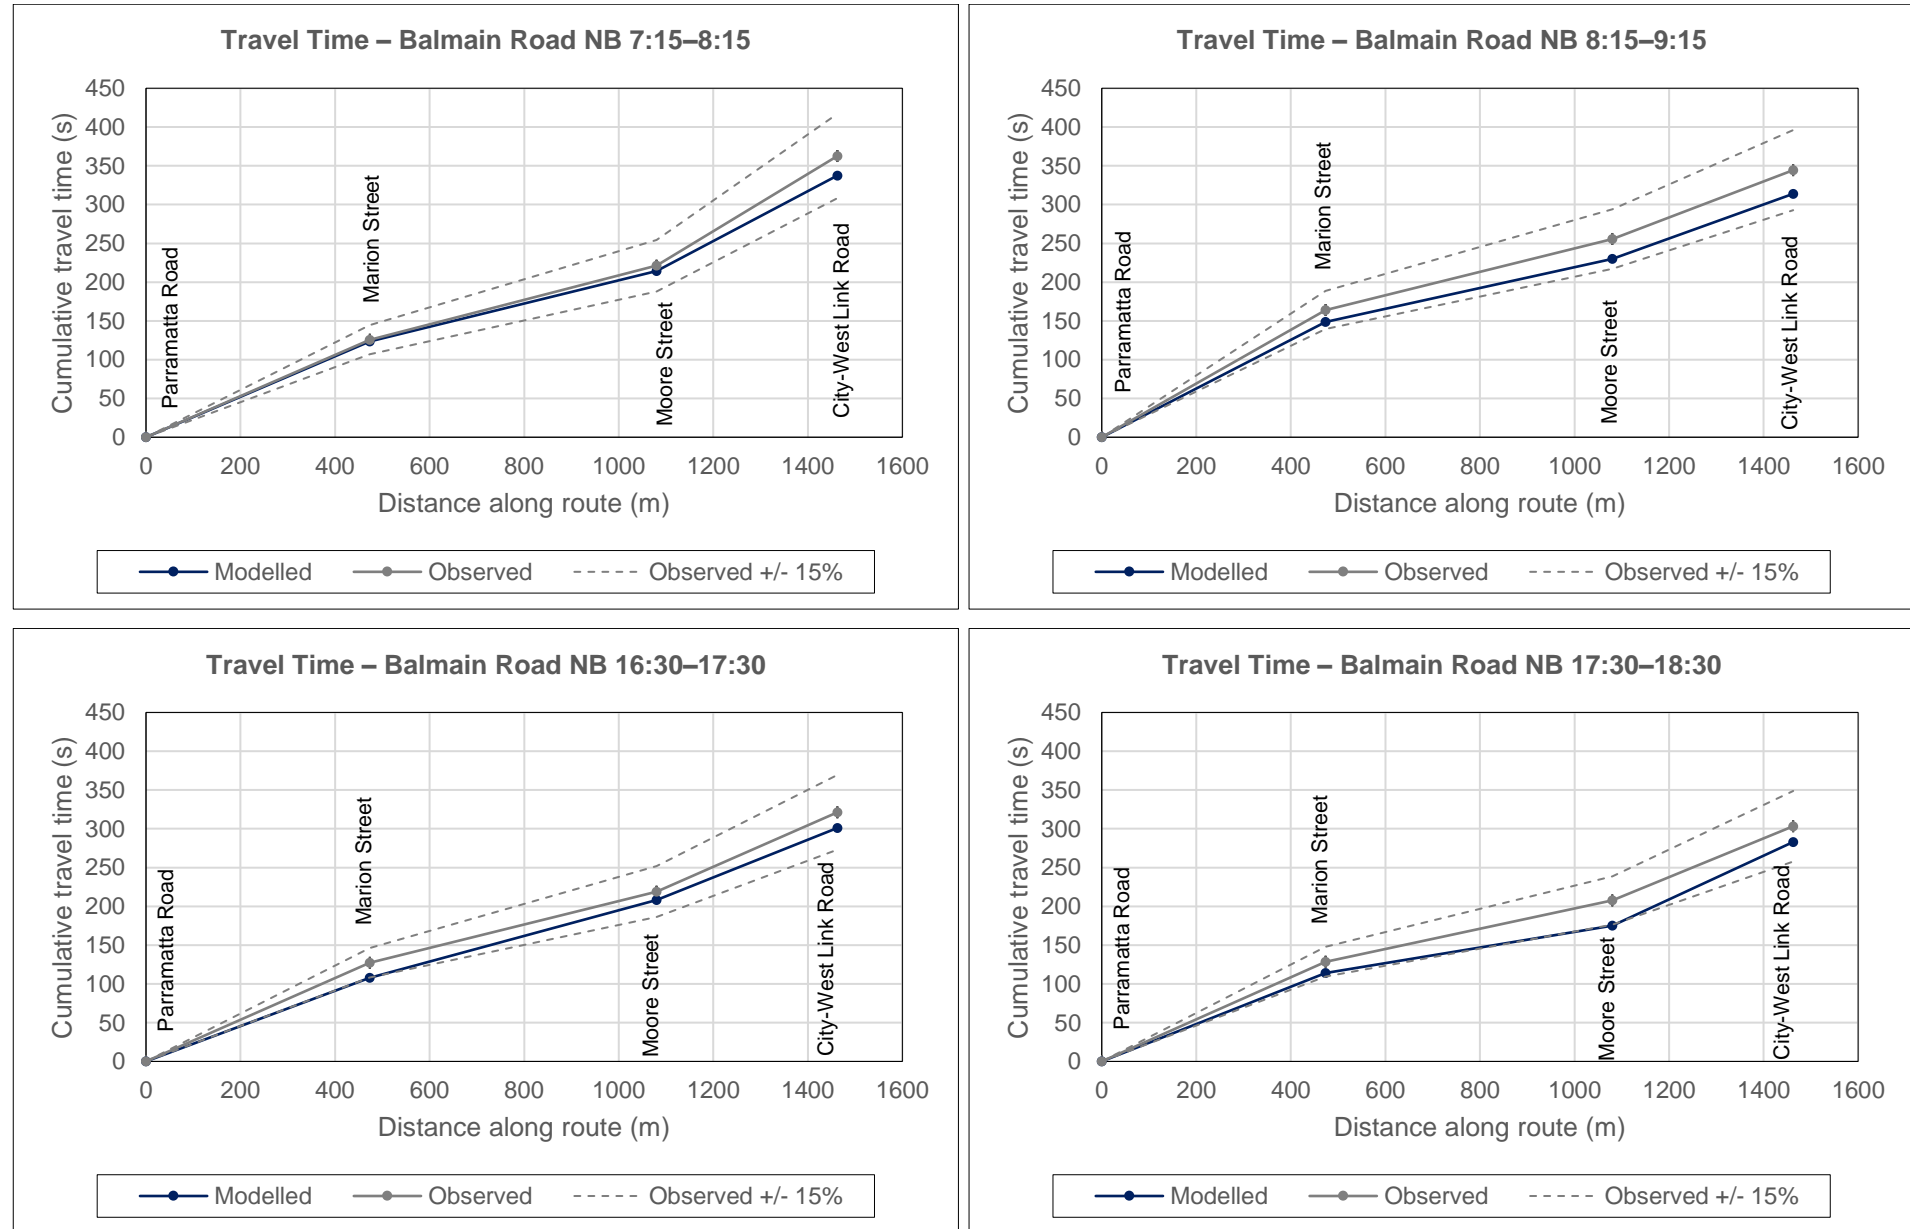 Travel Time – Balmain Road NB 7:15–8:15
Cumulative travel time (s)
450
400
350
300
250
200
150
100
50
0
Parramatta Road
Marion Street
Moore Street
City-West Link Road
0 200 400 600 800 1000 1200 1400 1600
Distance along route (m)
Modelled Observed Observed +/- 15%
Travel Time – Balmain Road NB 8:15–9:15
Cumulative travel time (s)
450
400
350
300
250
200
150
100
50
0
Parramatta Road
Marion Street
Moore Street
City-West Link Road
0 200 400 600 800 1000 1200 1400 1600
Distance along route (m)
Modelled Observed Observed +/- 15%
Travel Time – Balmain Road NB 16:30–17:30
Cumulative travel time (s)
450
400
350
300
250
200
150
100
50
0
Parramatta Road
Marion Street
Moore Street
City-West Link Road
0 200 400 600 800 1000 1200 1400 1600
Distance along route (m)
Modelled Observed Observed +/- 15%
Travel Time – Balmain Road NB 17:30–18:30
Cumulative travel time (s)
450
400
350
300
250
200
150
100
50
0
Parramatta Road
Marion Street
Moore Street
City-West Link Road
0 200 400 600 800 1000 1200 1400 1600
Distance along route (m)
Modelled Observed Observed +/- 15%